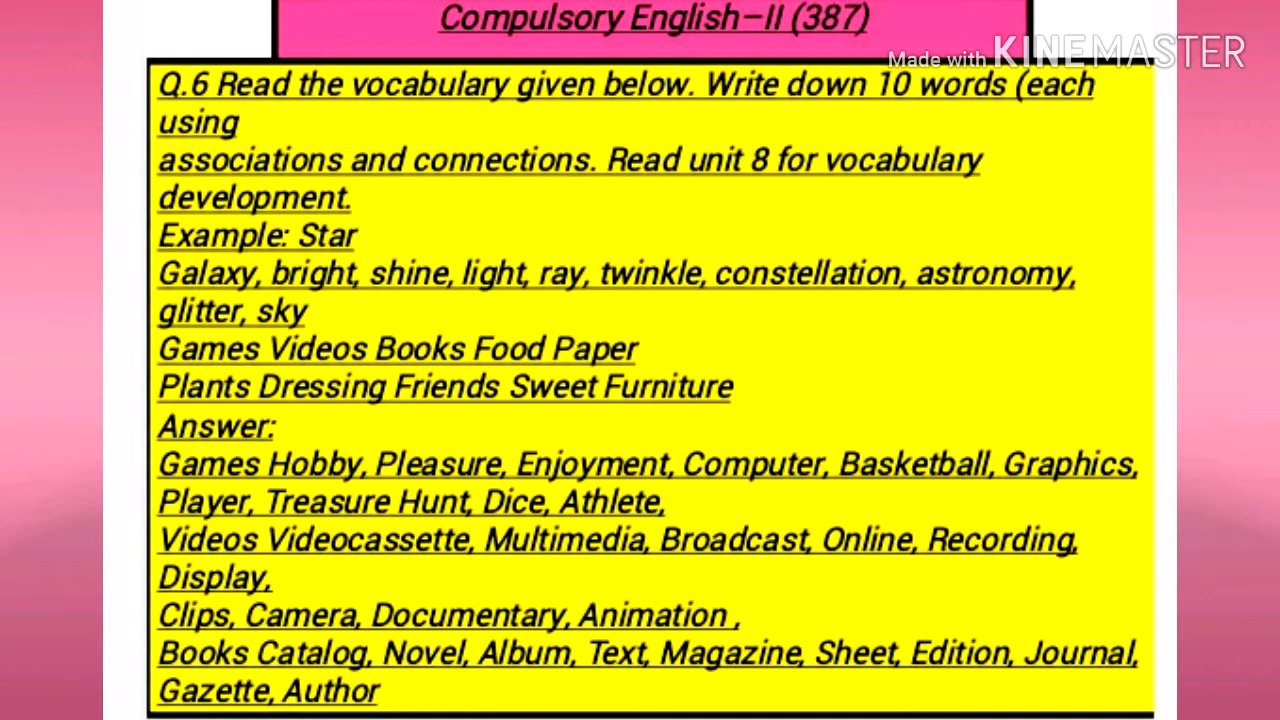 Compulsory English–II (387)
Made with KINEMASTER
Q.6 Read the vocabulary given below. Write down 10 words (each
using
associations and connections. Read unit 8 for vocabulary
development.
Example: Star
Galaxy, bright, shine, light, ray, twinkle, constellation, astronomy,
glitter, sky
Games Videos Books Food Paper
Plants Dressing Friends Sweet Furniture
Answer:
Games Hobby, Pleasure, Enjoyment, Computer, Basketball, Graphics,
Player, Treasure Hunt, Dice, Athlete,
Videos Videocassette, Multimedia, Broadcast, Online, Recording,
Display,
Clips, Camera, Documentary, Animation ,
Books Catalog, Novel, Album, Text, Magazine, Sheet, Edition, Journal,
Gazette, Author